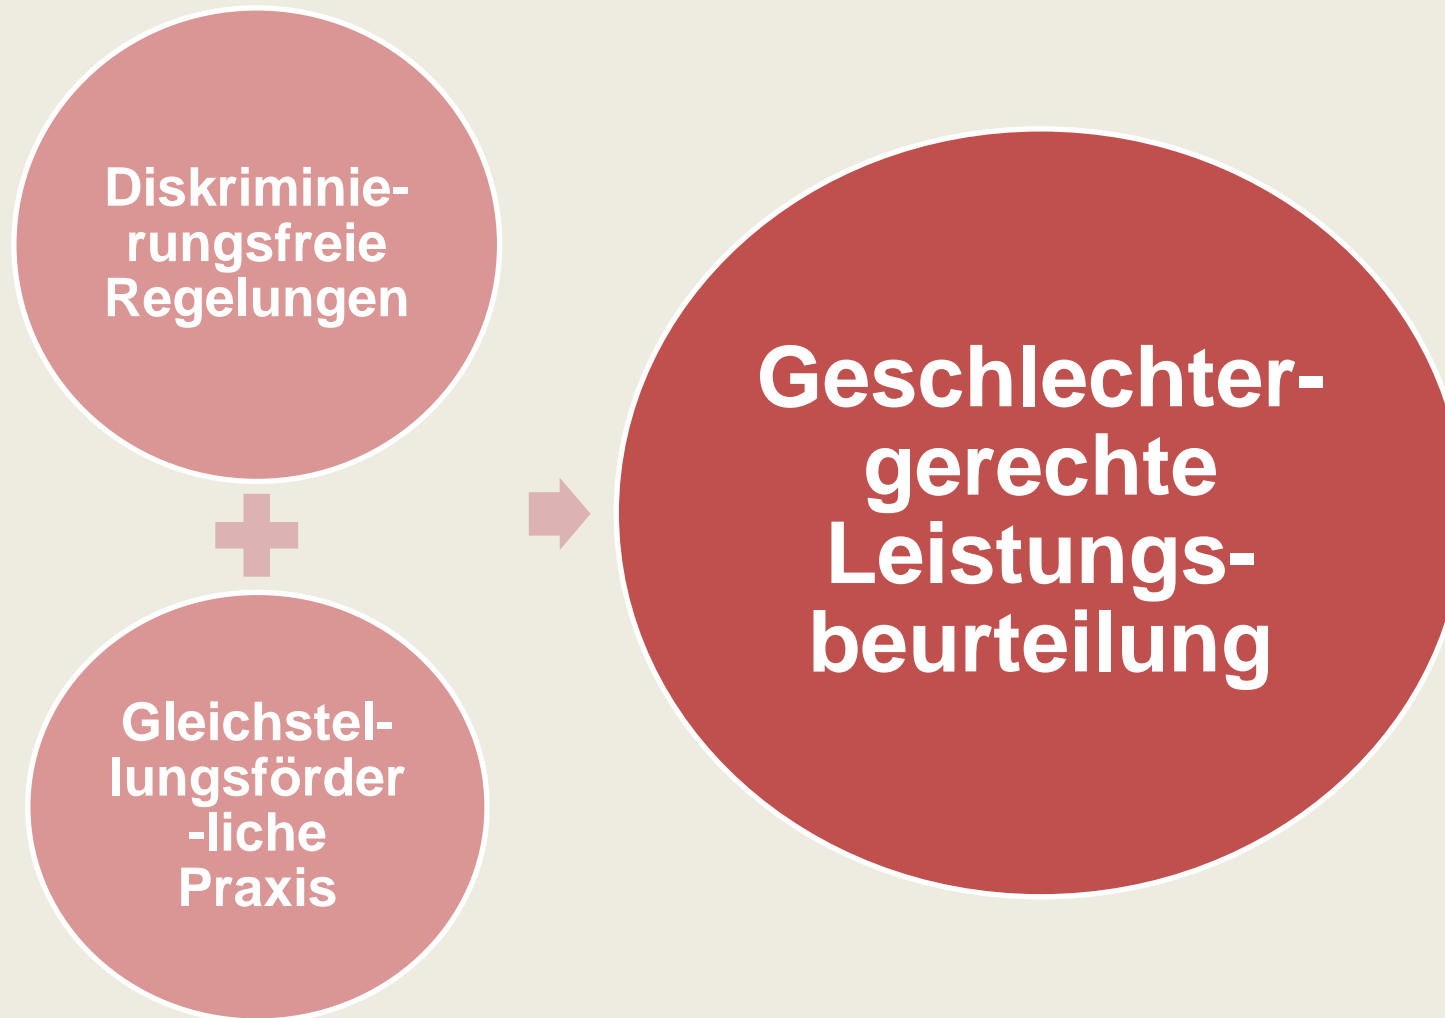 Diskriminie-
rungsfreie
Regelungen
Gleichstel-
lungsförder
-liche
Praxis
Geschlechter-
gerechte
Leistungs-
beurteilung